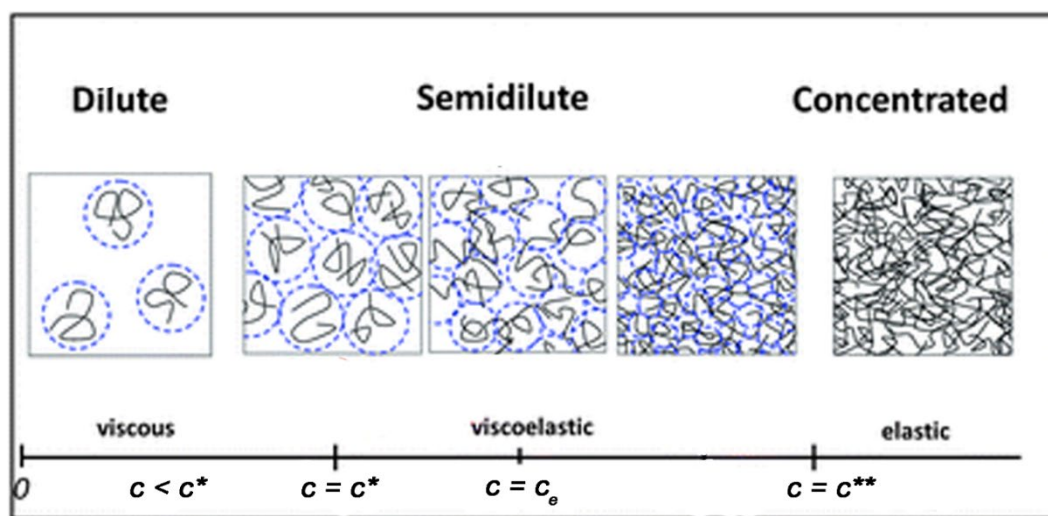 Dilute Semidilute Concentrated
viscous viscoelastic elastic
0 c < c* c = c* c = cₑ c = c**